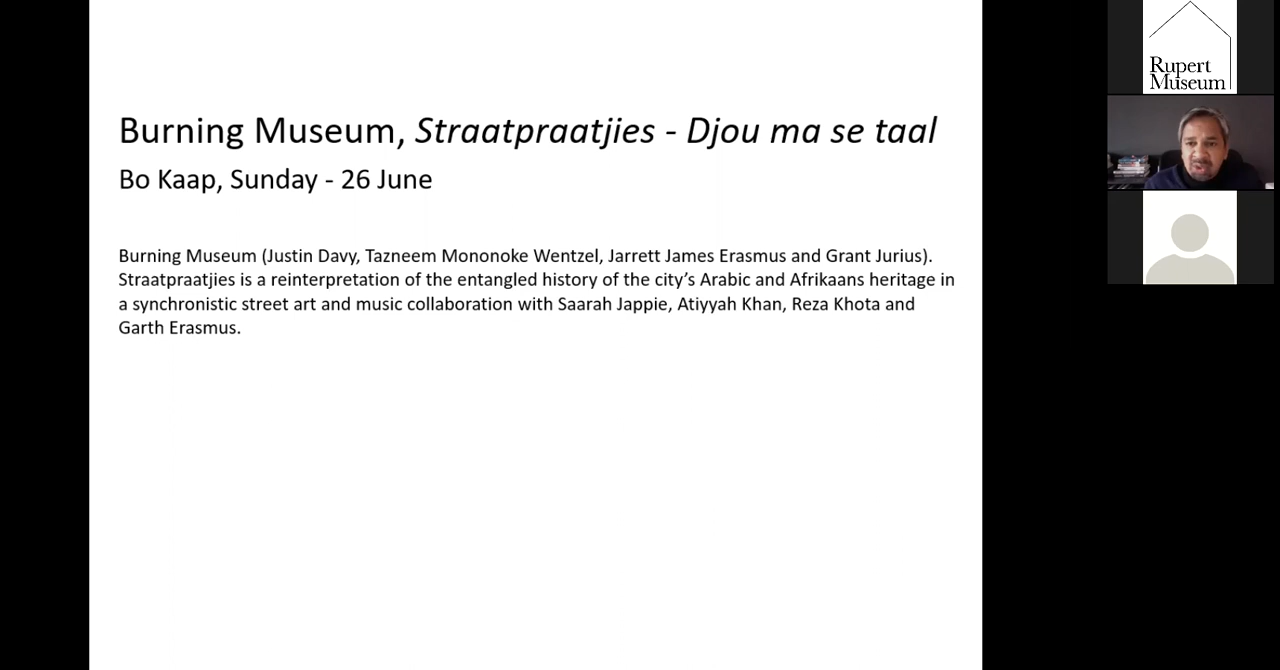 Burning Museum, Straatpraatjies - Djou ma se taal
Bo Kaap, Sunday - 26 June
Burning Museum (Justin Davy, Tazneem Mononoke Wentzel, Jarrett James Erasmus and Grant Jurius).
Straatpraatjies is a reinterpretation of the entangled history of the city’s Arabic and Afrikaans heritage in
a synchronistic street art and music collaboration with Saarah Jappie, Atiyyah Khan, Reza Khota and
Garth Erasmus.
Rupert
Museum